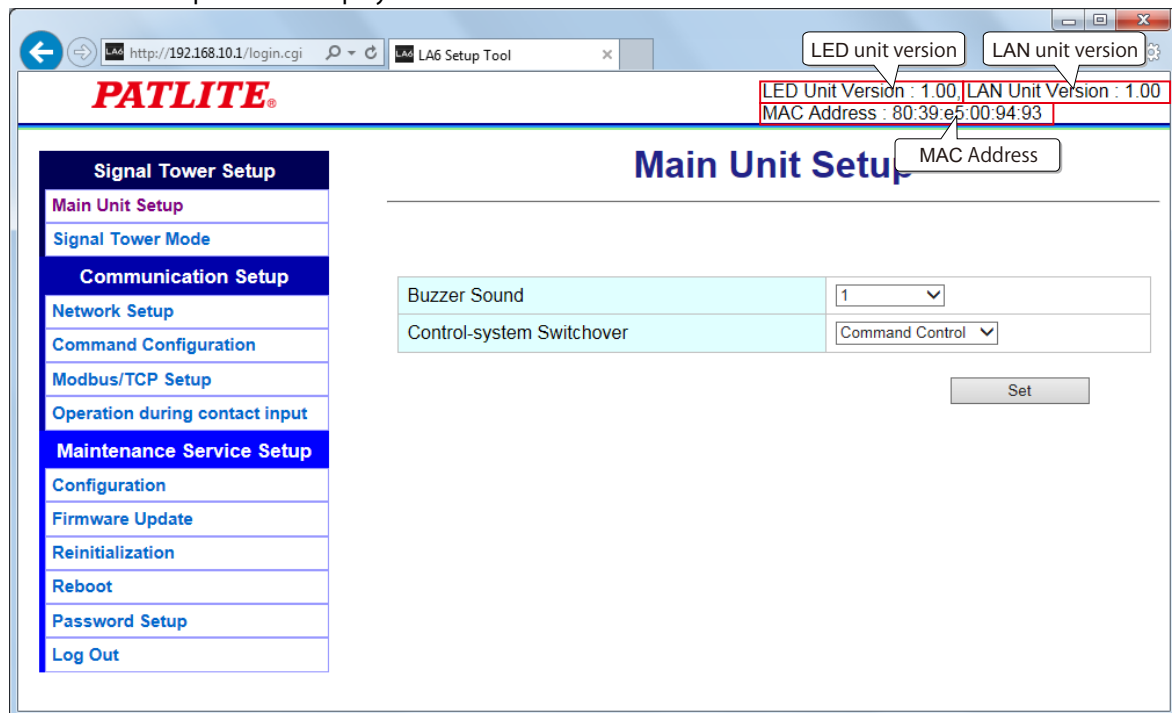 http://192.168.10.1/login.cgi
LA6 LA6 Setup Tool
LED unit version
LAN unit version
PATLITE®
LED Unit Version : 1.00, LAN Unit Version : 1.00
MAC Address : 80:39:e5:00:94:93
MAC Address
Signal Tower Setup
Main Unit Setup
Signal Tower Mode
Communication Setup
Network Setup
Command Configuration
Modbus/TCP Setup
Operation during contact input
Maintenance Service Setup
Configuration
Firmware Update
Reinitialization
Reboot
Password Setup
Log Out
Main Unit Setup
Buzzer Sound 1
Control-system Switchover Command Control
Set